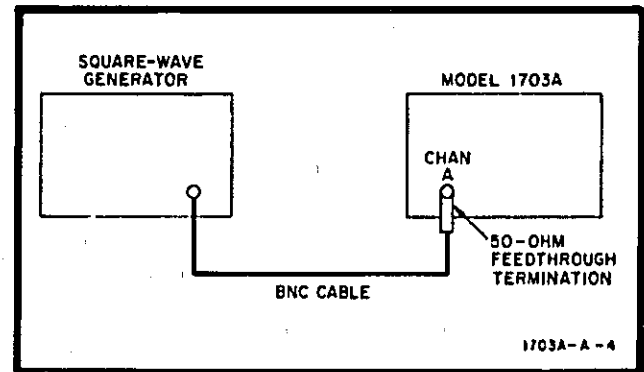 SQUARE-WAVE
GENERATOR
MODEL 1703A
CHAN
A
50-OHM
FEEDTHROUGH
TERMINATION
BNC CABLE
1703A-A-4